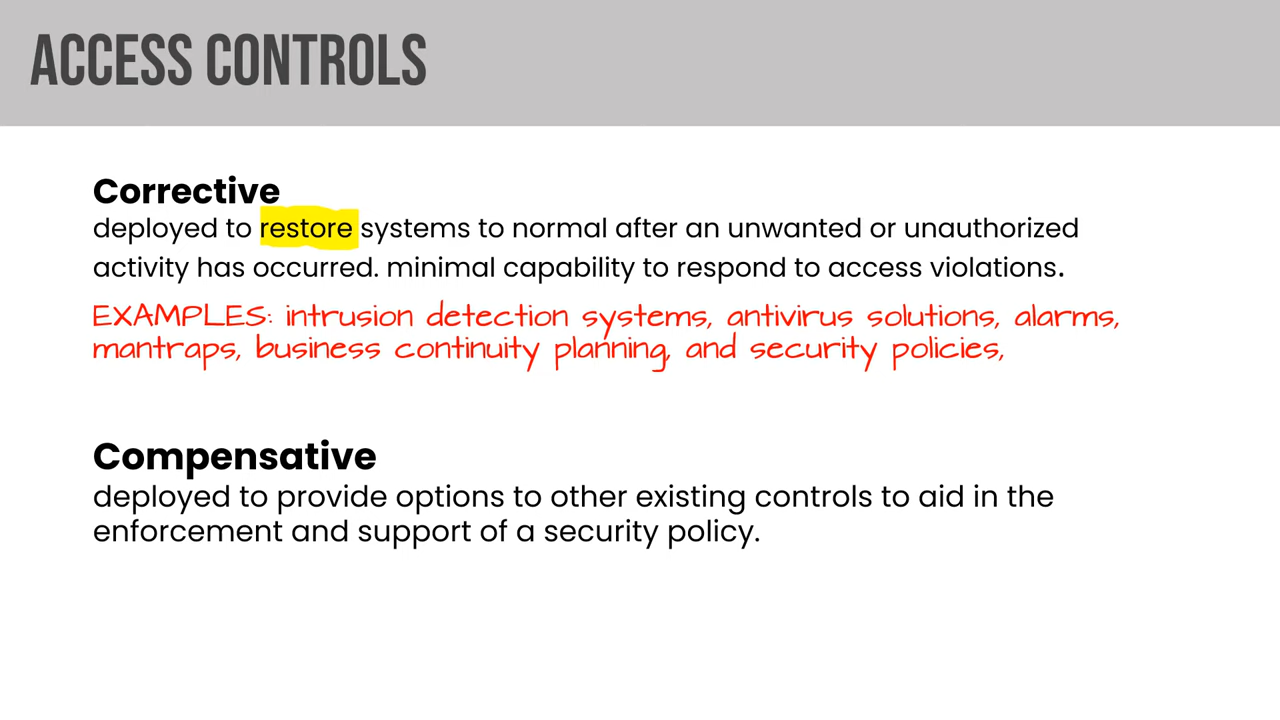 ACCESS CONTROLS
Corrective
deployed to restore systems to normal after an unwanted or unauthorized
activity has occurred. minimal capability to respond to access violations.
EXAMPLES: intrusion detection systems, antivirus solutions, alarms,
mantraps, business continuity planning, and security policies,
Compensative
deployed to provide options to other existing controls to aid in the
enforcement and support of a security policy.